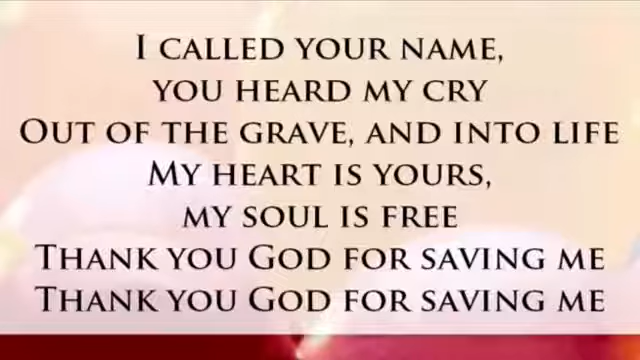 I CALLED YOUR NAME,
YOU HEARD MY CRY
OUT OF THE GRAVE, AND INTO LIFE
MY HEART IS YOURS,
MY SOUL IS FREE
THANK YOU GOD FOR SAVING ME
THANK YOU GOD FOR SAVING ME